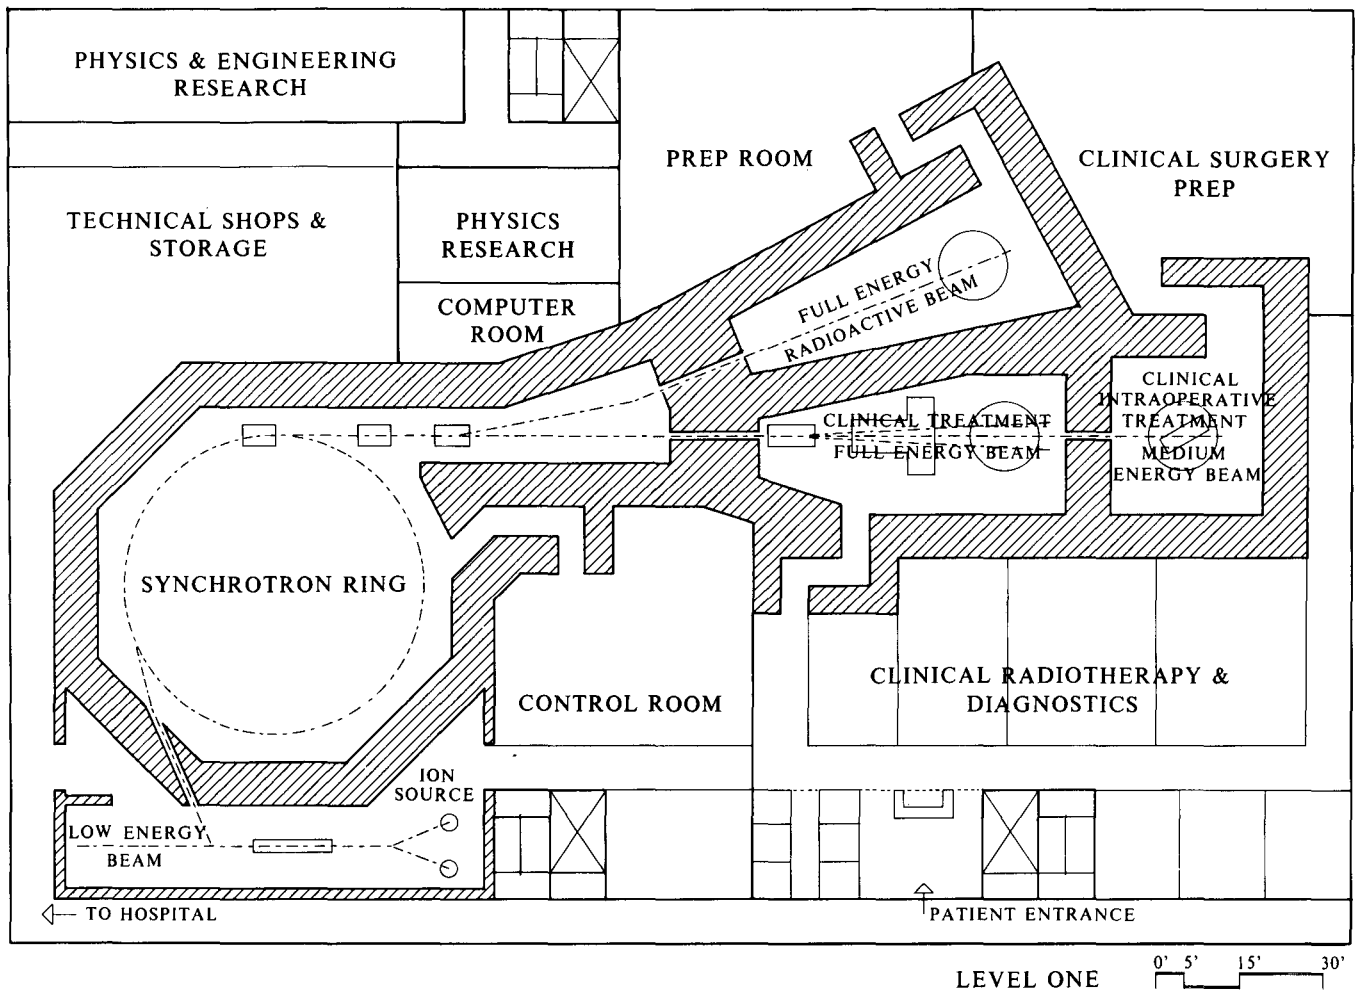 PHYSICS & ENGINEERING
RESEARCH
PREP ROOM
CLINICAL SURGERY
PREP
TECHNICAL SHOPS &
STORAGE
PHYSICS
RESEARCH
COMPUTER
ROOM
FULL ENERGY
RADIOACTIVE BEAM
CLINICAL TREATMENT
FULL ENERGY BEAM
CLINICAL
INTRAOPERATIVE
TREATMENT
MEDIUM
ENERGY BEAM
SYNCHROTRON RING
CONTROL ROOM
CLINICAL RADIOTHERAPY &
DIAGNOSTICS
ION
SOURCE
LOW ENERGY
BEAM
TO HOSPITAL
PATIENT ENTRANCE
LEVEL ONE
0' 5' 15' 30'